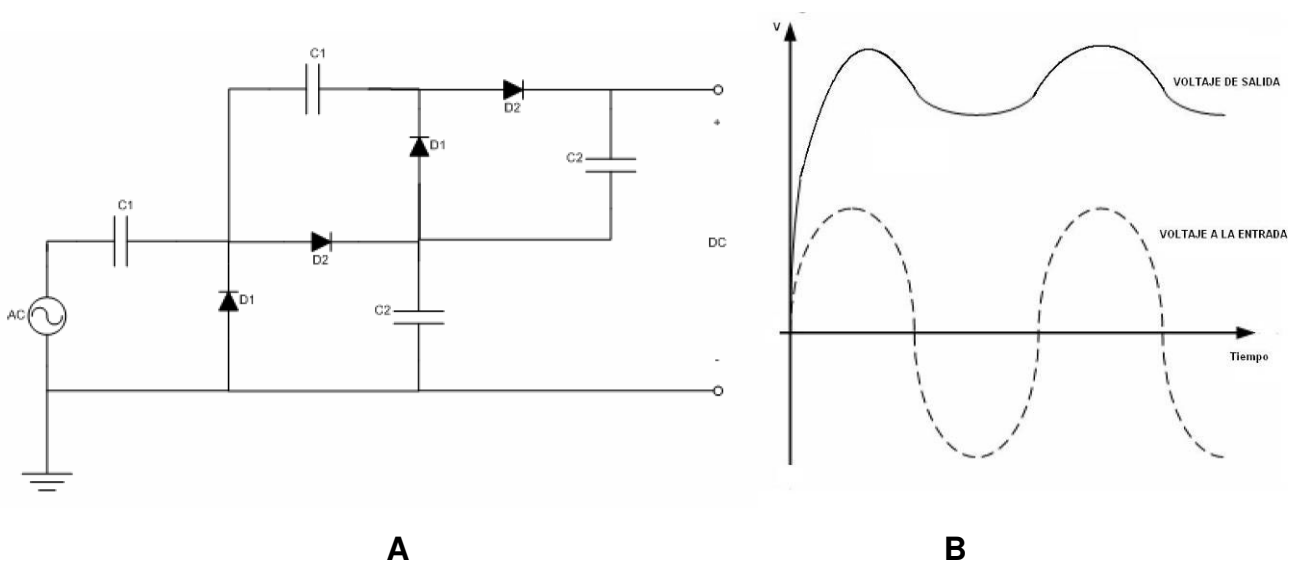 C1
D2
D1
C2
+
C1
D2
DC
AC
D1
C2
-
A
V
VOLTAJE DE SALIDA
VOLTAJE A LA ENTRADA
Tiempo
B